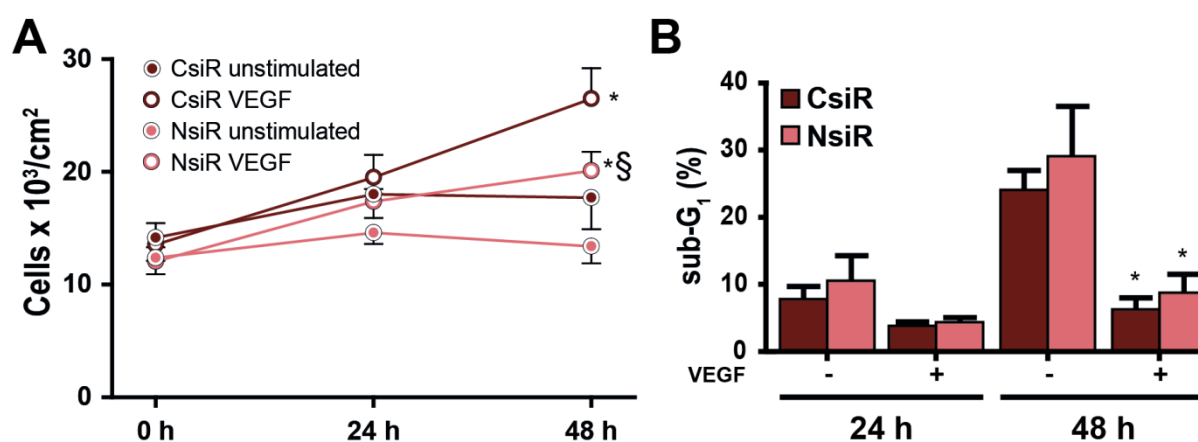 A
Cells x 10³/cm²
30
20
10
0
CsiR unstimulated
CsiR VEGF
NsiR unstimulated
NsiR VEGF
*
*§
0 h
24 h
48 h
B
sub-G₁ (%)
40
30
20
10
0
CsiR
NsiR
*
*
VEGF
- + - +
24 h
48 h